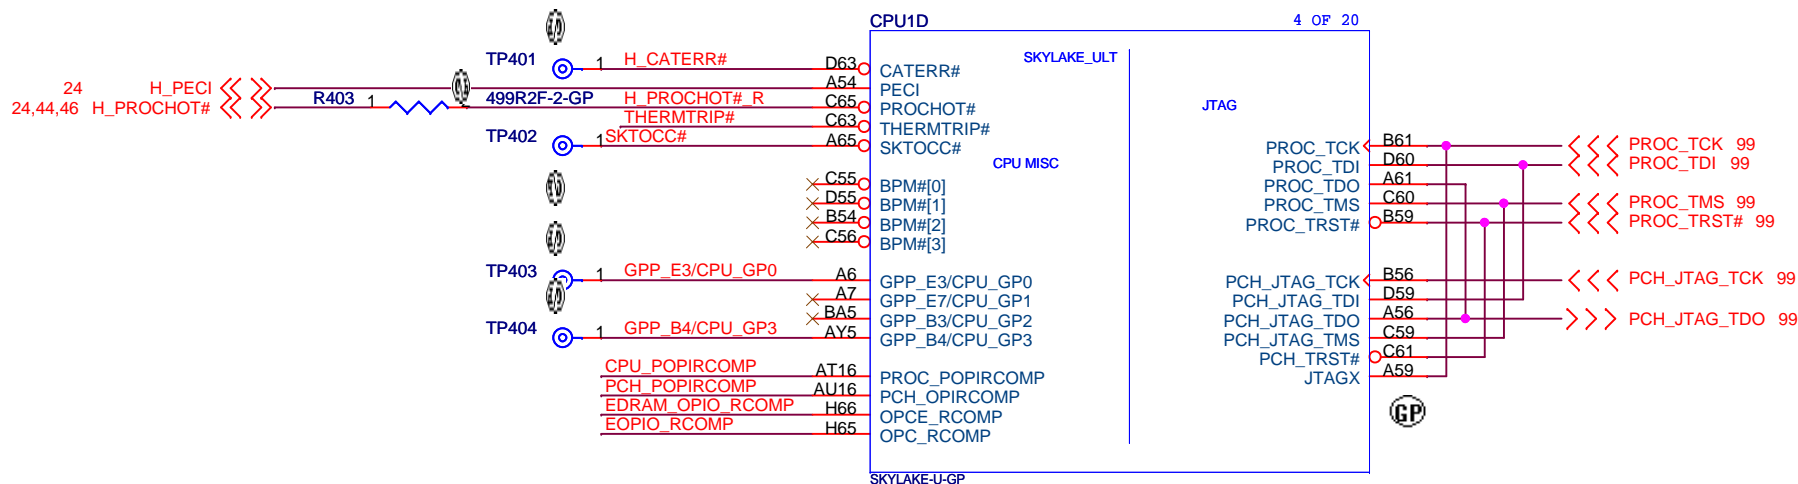 CPU1D 4 OF 20
SKYLAKE_ULT
TP401 1 H_CATERR# D63 CATERR#
24 H_PECI A54 PECI
24,44,46 H_PROCHOT# R403 1 499R2F-2-GP H_PROCHOT#_R C65 PROCHOT#
JTAG
THERMTRIP# C63 THERMTRIP#
TP402 1 SKTOCC# A65 SKTOCC#
CPU MISC
PROC_TCK B61 PROC_TCK 99
PROC_TDI D60 PROC_TDI 99
C55 BPM#[0] PROC_TDO A61
D55 BPM#[1] PROC_TMS C60 PROC_TMS 99
B54 BPM#[2] PROC_TRST# B59 PROC_TRST# 99
C56 BPM#[3]
TP403 1 GPP_E3/CPU_GP0 A6 GPP_E3/CPU_GP0 PCH_JTAG_TCK B56 PCH_JTAG_TCK 99
A7 GPP_E7/CPU_GP1 PCH_JTAG_TDI D59
BA5 GPP_B3/CPU_GP2 PCH_JTAG_TDO A56 PCH_JTAG_TDO 99
TP404 1 GPP_B4/CPU_GP3 AY5 GPP_B4/CPU_GP3 PCH_JTAG_TMS C59
PCH_TRST# C61
CPU_POPIRCOMP AT16 PROC_POPIRCOMP JTAGX A59
PCH_POPIRCOMP AU16 PCH_OPIRCOMP
EDRAM_OPIO_RCOMP H66 OPCE_RCOMP
EOPIO_RCOMP H65 OPC_RCOMP
GP
SKYLAKE-U-GP